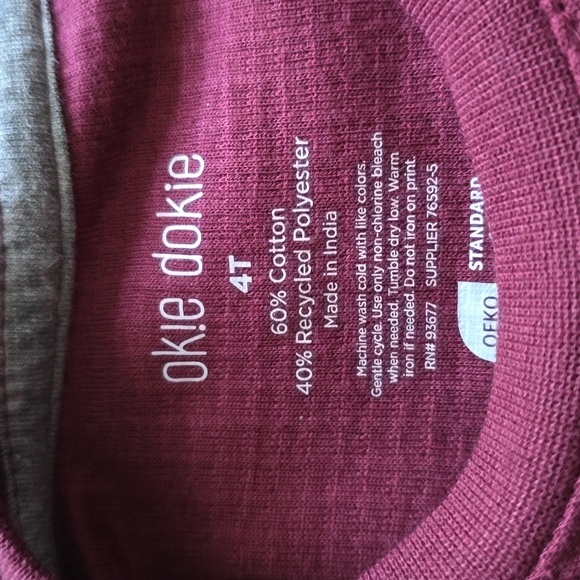 okie dokie
4T
60% Cotton
40% Recycled Polyester
Made in India
Machine wash cold with like colors.
Gentle cycle. Use only non-chlorine bleach
when needed. Tumble dry low. Warm
iron if needed. Do not iron on print.
RN# 93677 SUPPLIER 76592-5
OEKO
STANDARD